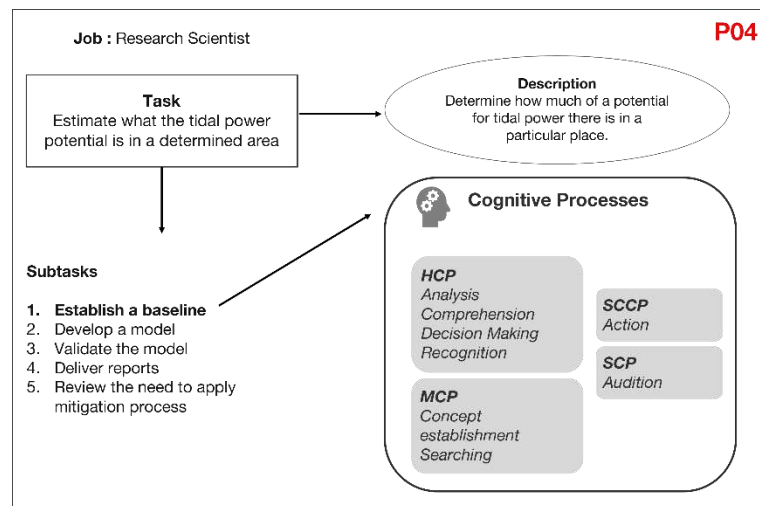 P04
Job : Research Scientist
Task
Estimate what the tidal power
potential is in a determined area
Description
Determine how much of a potential
for tidal power there is in a
particular place.
Subtasks
1. Establish a baseline
2. Develop a model
3. Validate the model
4. Deliver reports
5. Review the need to apply
mitigation process
Cognitive Processes
HCP
Analysis
Comprehension
Decision Making
Recognition
MCP
Concept
establishment
Searching
SCCP
Action
SCP
Audition